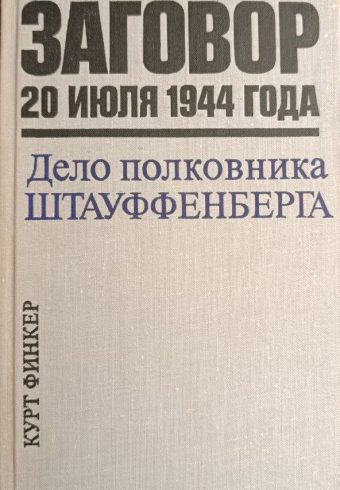 ЗАГОВОР
20 ИЮЛЯ 1944 ГОДА
Дело полковника
ШТАУФФЕНБЕРГА
КУРТ ФИНКЕР